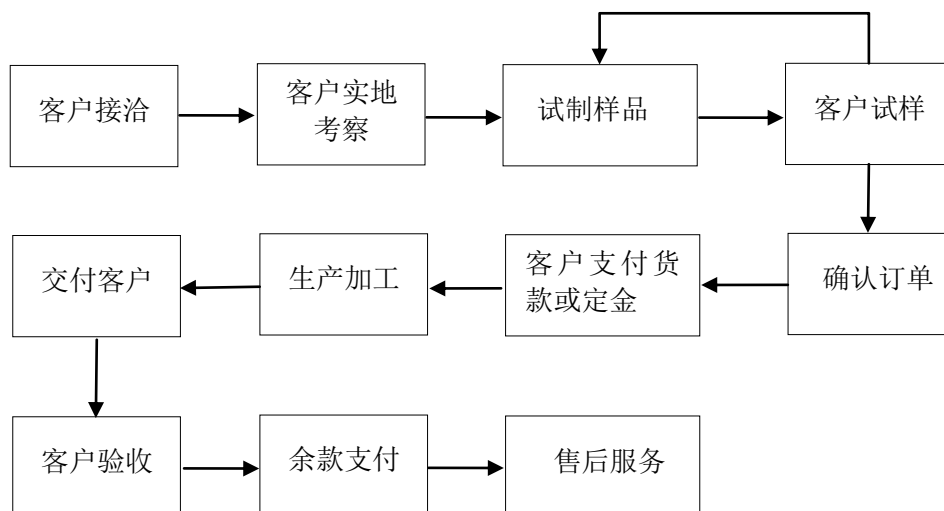 客户接洽
客户实地
考察
试制样品
客户试样
交付客户
生产加工
客户支付货
款或定金
确认订单
客户验收
余款支付
售后服务